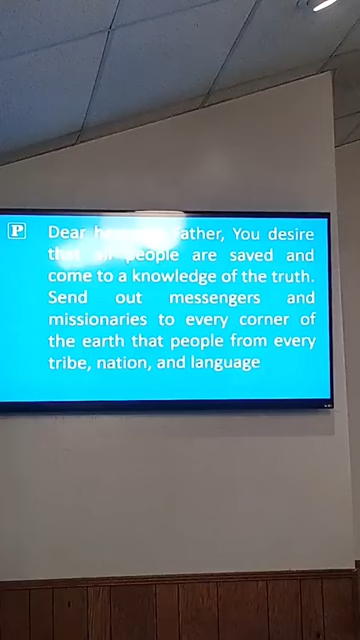 P Dear father, You desire
people are saved and
come to a knowledge of the truth.
Send out messengers and
missionaries to every corner of
the earth that people from every
tribe, nation, and language